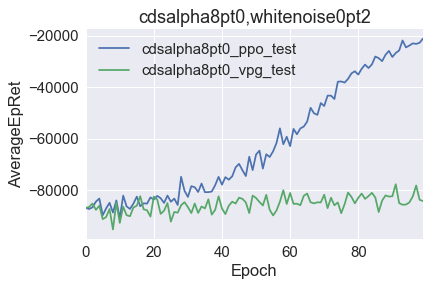 cdsalpha8pt0,whitenoise0pt2
cdsalpha8pt0_ppo_test
cdsalpha8pt0_vpg_test
AverageEpRet
−20000
−40000
−60000
−80000
0
20
40
60
80
Epoch